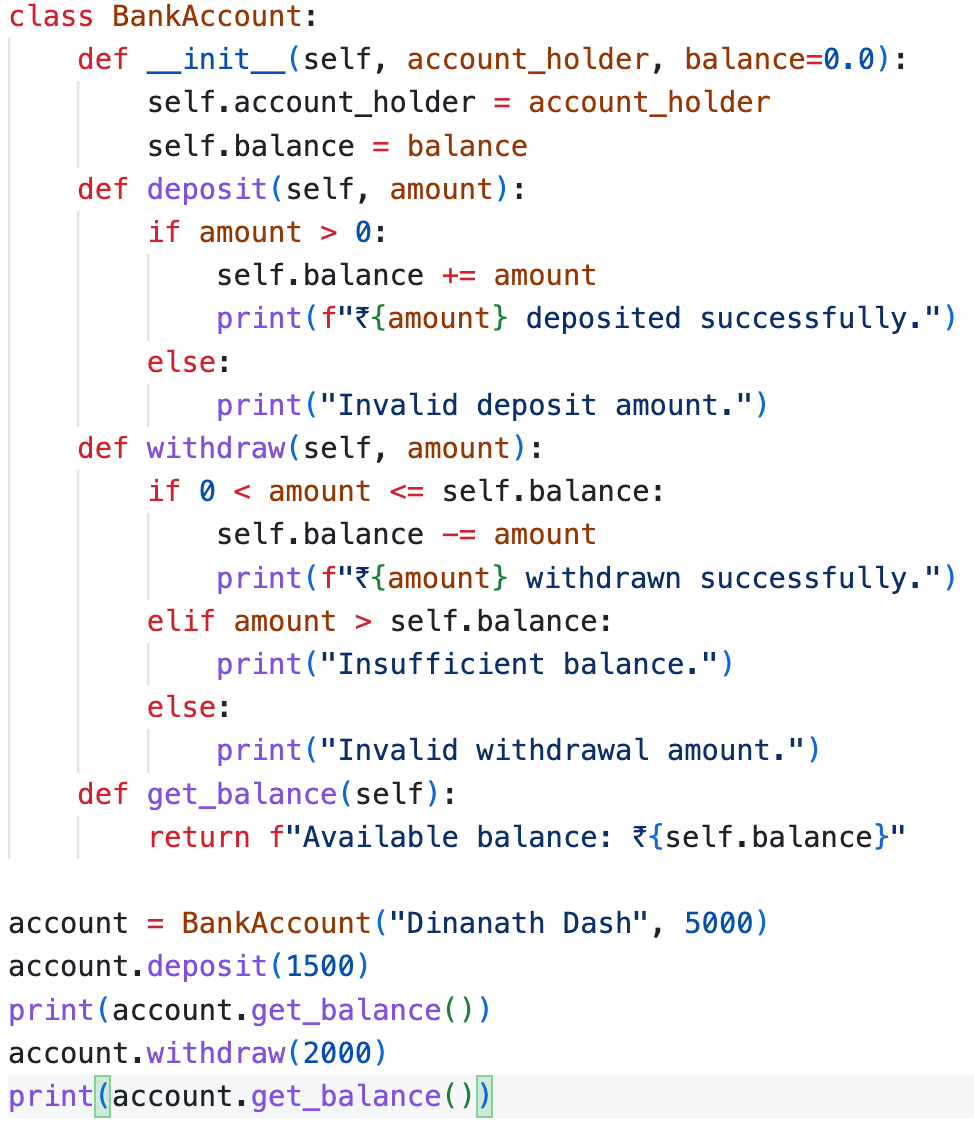 class BankAccount:
    def __init__(self, account_holder, balance=0.0):
        self.account_holder = account_holder
        self.balance = balance
    def deposit(self, amount):
        if amount > 0:
            self.balance += amount
            print(f"₹{amount} deposited successfully.")
        else:
            print("Invalid deposit amount.")
    def withdraw(self, amount):
        if 0 < amount <= self.balance:
            self.balance -= amount
            print(f"₹{amount} withdrawn successfully.")
        elif amount > self.balance:
            print("Insufficient balance.")
        else:
            print("Invalid withdrawal amount.")
    def get_balance(self):
        return f"Available balance: ₹{self.balance}"

account = BankAccount("Dinanath Dash", 5000)
account.deposit(1500)
print(account.get_balance())
account.withdraw(2000)
print(account.get_balance())